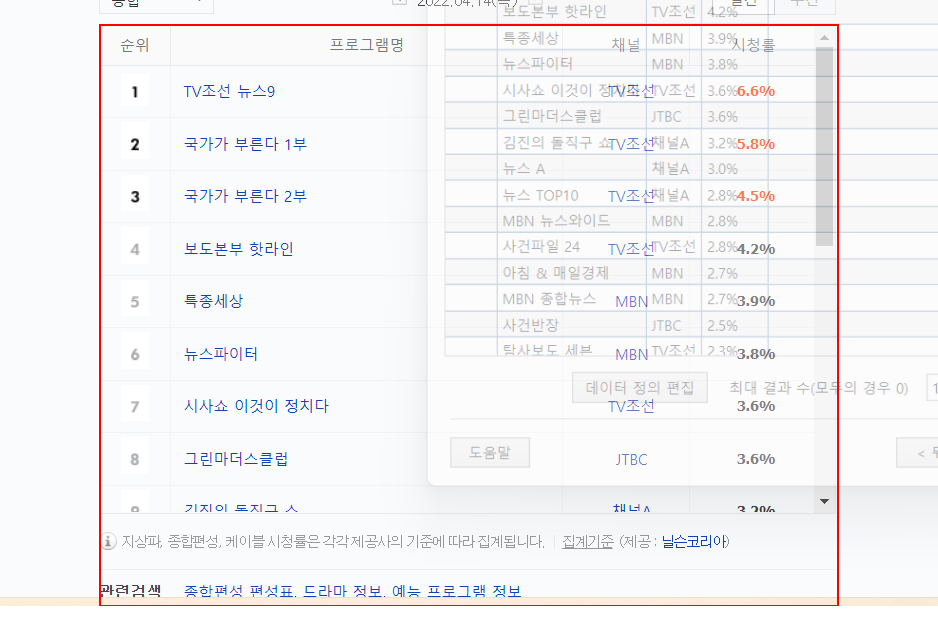 종합 2022.04.14(목)
순위 프로그램명 채널 시청률
1 TV조선 뉴스9 TV조선 6.6%
2 국가가 부른다 1부 TV조선 5.8%
3 국가가 부른다 2부 TV조선 4.5%
4 보도본부 핫라인 TV조선 4.2%
5 특종세상 MBN 3.9%
6 뉴스파이터 MBN 3.8%
7 시사쇼 이것이 정치다 TV조선 3.6%
8 그린마더스클럽 JTBC 3.6%
9 김진의 돌직구 쇼 채널A 3.2%
지상파, 종합편성, 케이블 시청률은 각각 제공사의 기준에 따라 집계됩니다. 집계기준 (제공 : 닐슨코리아)
관련검색 종합편성 편성표, 드라마 정보, 예능 프로그램 정보
보도본부 핫라인 TV조선 4.2%
특종세상 MBN 3.9%
뉴스파이터 MBN 3.8%
시사쇼 이것이 정치다 TV조선 3.6%
그린마더스클럽 JTBC 3.6%
김진의 돌직구 쇼 채널A 3.2%
뉴스 A 채널A 3.0%
뉴스 TOP10 채널A 2.8%
MBN 뉴스와이드 MBN 2.8%
사건파일 24 TV조선 2.8%
아침 & 매일경제 MBN 2.7%
MBN 종합뉴스 MBN 2.7%
사건반장 JTBC 2.5%
탐사보도 세븐 TV조선 2.3%
데이터 정의 편집 최대 결과 수(모두의 경우 0) 1
도움말 <